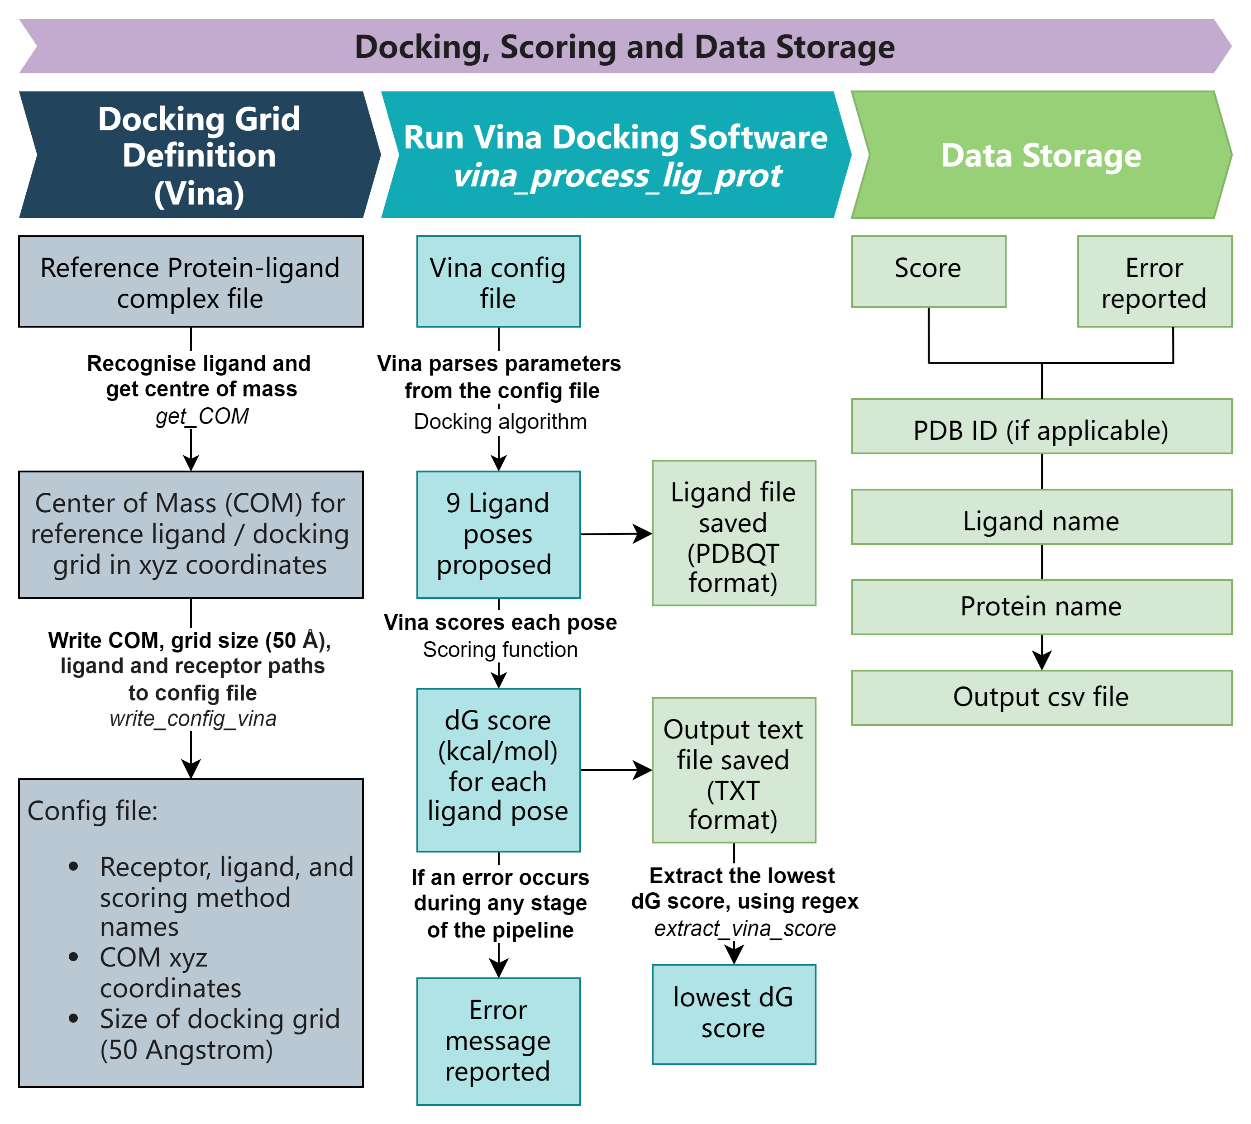 Docking, Scoring and Data Storage
Docking Grid
Definition
(Vina)
Reference Protein-ligand
complex file
Recognise ligand and
get centre of mass
get_COM
Center of Mass (COM) for
reference ligand / docking
grid in xyz coordinates
Write COM, grid size (50 Å),
ligand and receptor paths
to config file
write_config_vina
Config file:
• Receptor, ligand, and
scoring method
names
• COM xyz
coordinates
• Size of docking grid
(50 Angstrom)
Run Vina Docking Software
vina_process_lig_prot
Vina config
file
Vina parses parameters
from the config file
Docking algorithm
9 Ligand
poses
proposed
Ligand file
saved
(PDBQT
format)
Vina scores each pose
Scoring function
dG score
(kcal/mol)
for each
ligand pose
Output text
file saved
(TXT
format)
If an error occurs
during any stage
of the pipeline
Error
message
reported
Extract the lowest
dG score, using regex
extract_vina_score
lowest dG
score
Data Storage
Score
Error
reported
PDB ID (if applicable)
Ligand name
Protein name
Output csv file